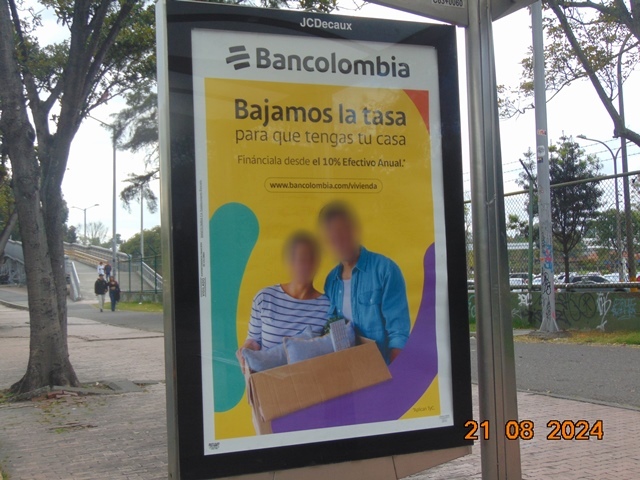 JCDecaux
Bancolombia
Bajamos la tasa
para que tengas tu casa
Fináncialа desde el 10% Efectivo Anual.*
www.bancolombia.com/vivienda
21 08 2024